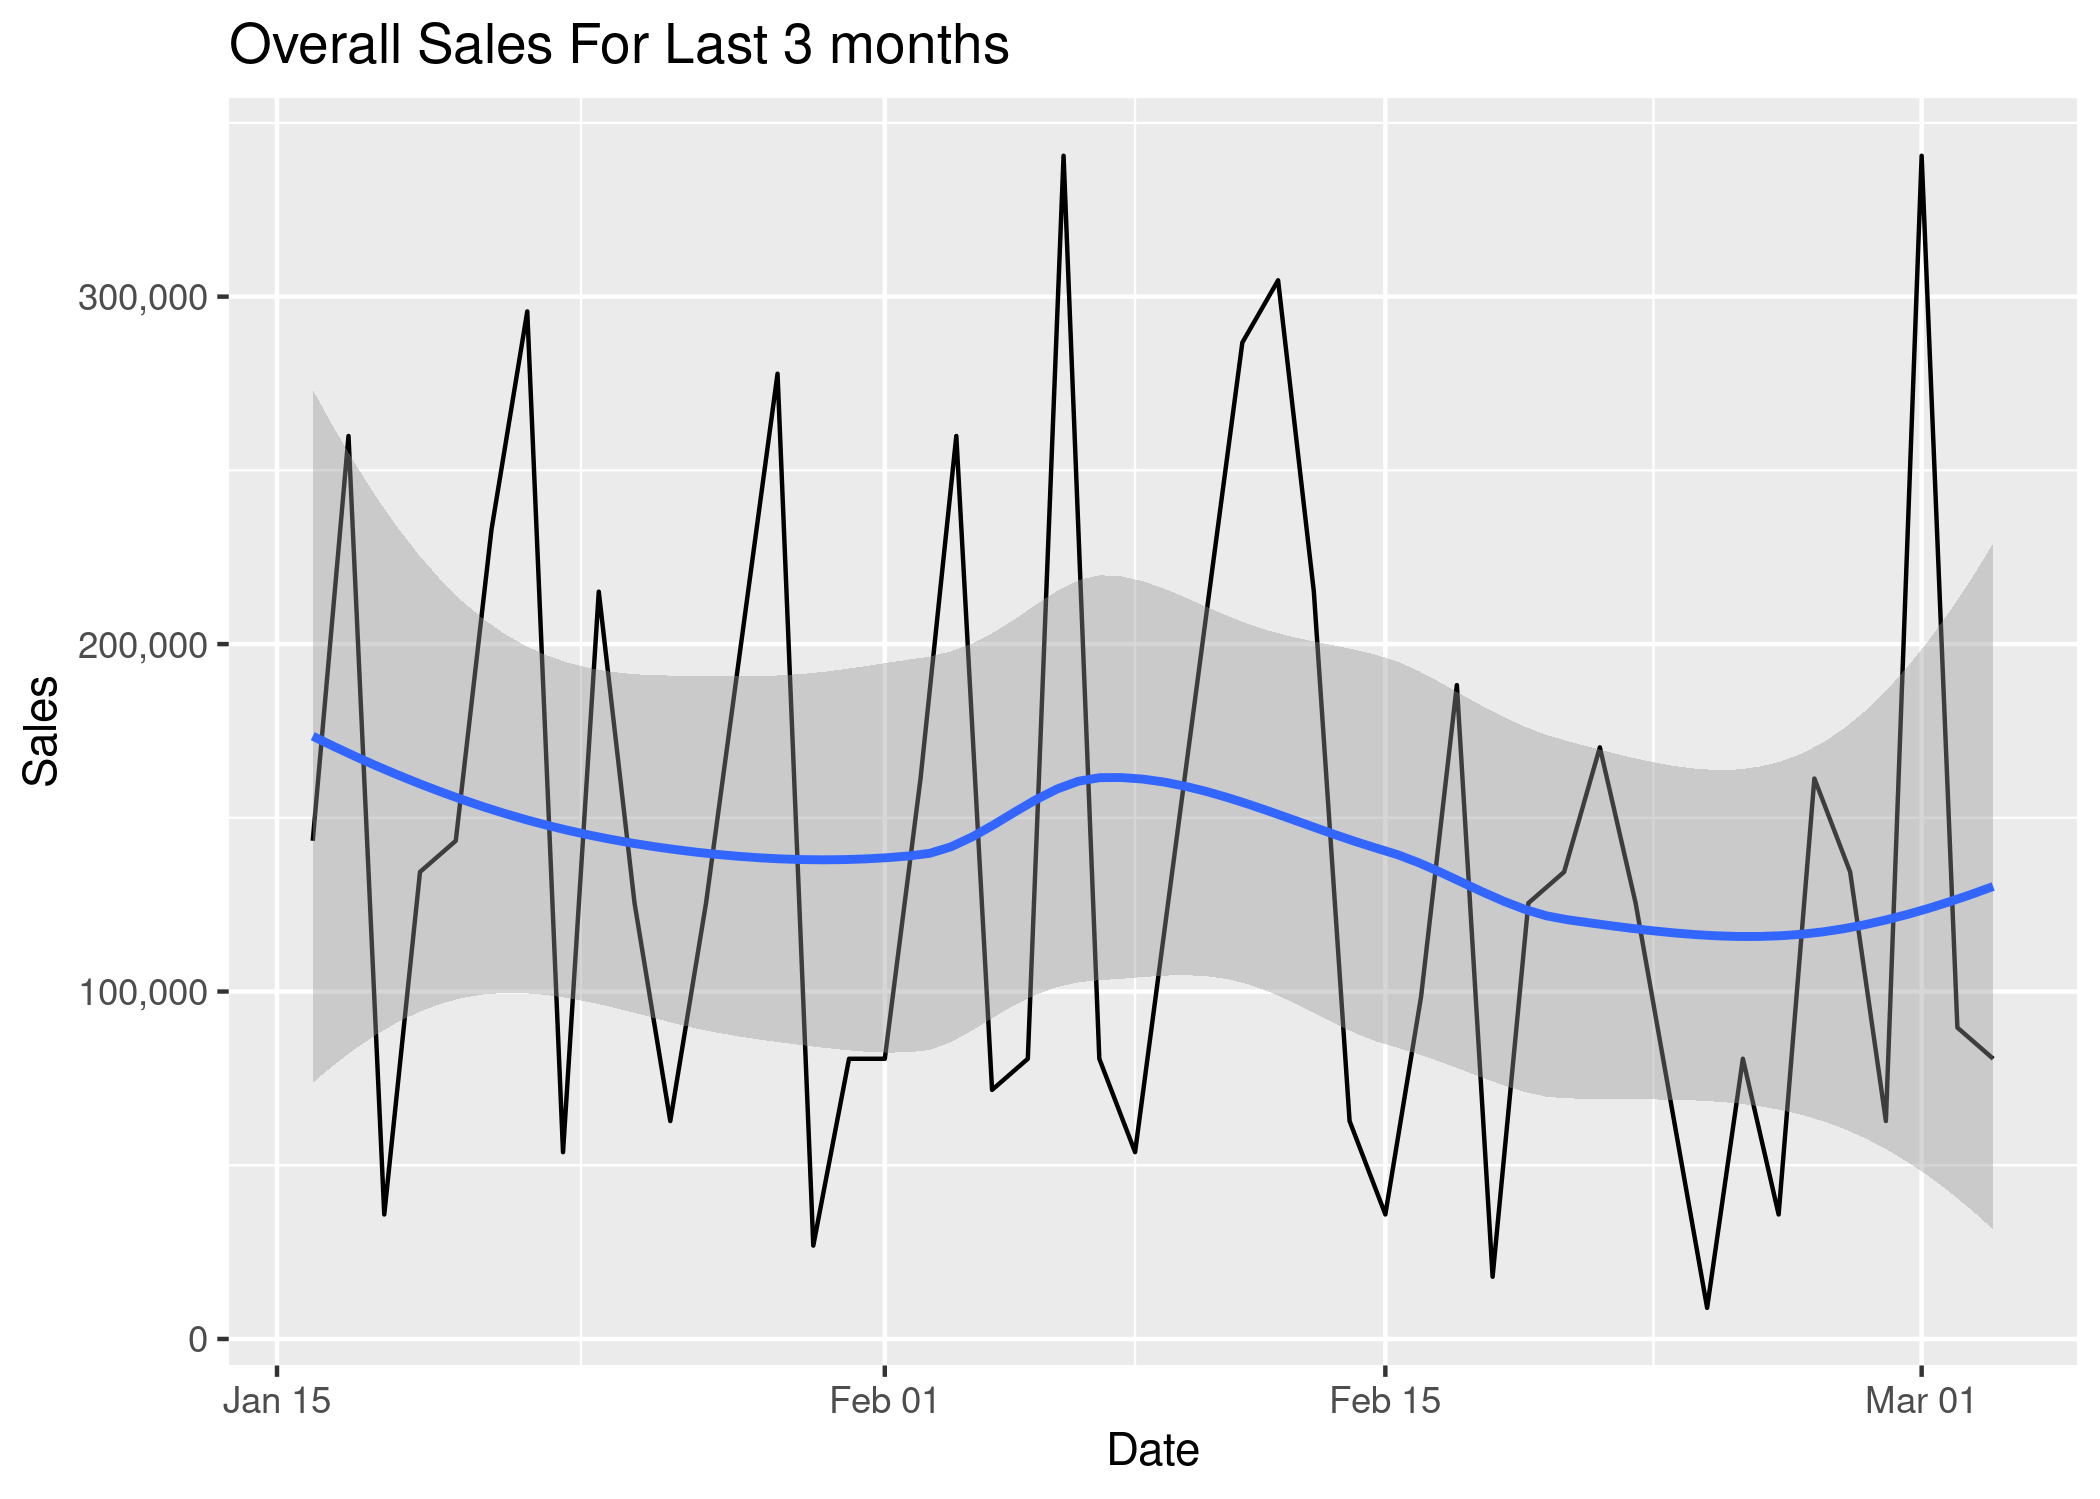 Overall Sales For Last 3 months
Sales
300,000
200,000
100,000
0
Jan 15
Feb 01
Feb 15
Mar 01
Date